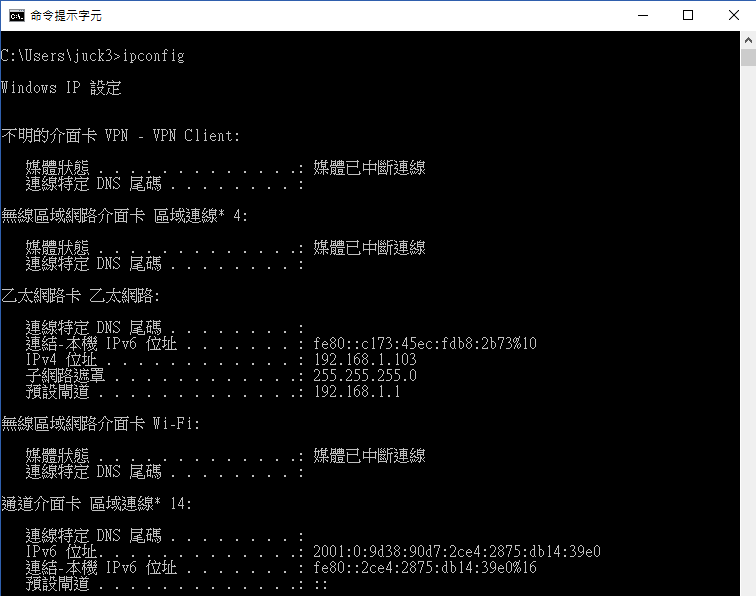 命令提示字元
C:\Users\juck3>ipconfig
Windows IP 設定
不明的介面卡 VPN - VPN Client:
媒體狀態 . . . . . . . . . . . . .: 媒體已中斷連線
連線特定 DNS 尾碼 . . . . . . . . :
無線區域網路介面卡 區域連線* 4:
媒體狀態 . . . . . . . . . . . . .: 媒體已中斷連線
連線特定 DNS 尾碼 . . . . . . . . :
乙太網路卡 乙太網路:
連線特定 DNS 尾碼 . . . . . . . . :
連結-本機 IPv6 位址 . . . . . . . : fe80::c173:45ec:fdb8:2b73%10
IPv4 位址 . . . . . . . . . . . . : 192.168.1.103
子網路遮罩 . . . . . . . . . . . .: 255.255.255.0
預設閘道 . . . . . . . . . . . . .: 192.168.1.1
無線區域網路介面卡 Wi-Fi:
媒體狀態 . . . . . . . . . . . . .: 媒體已中斷連線
連線特定 DNS 尾碼 . . . . . . . . :
通道介面卡 區域連線* 14:
連線特定 DNS 尾碼 . . . . . . . . :
IPv6 位址. . . . . . . . . . . . .: 2001:0:9d38:90d7:2ce4:2875:db14:39e0
連結-本機 IPv6 位址 . . . . . . . : fe80::2ce4:2875:db14:39e0%16
預設閘道 . . . . . . . . . . . . .: ::